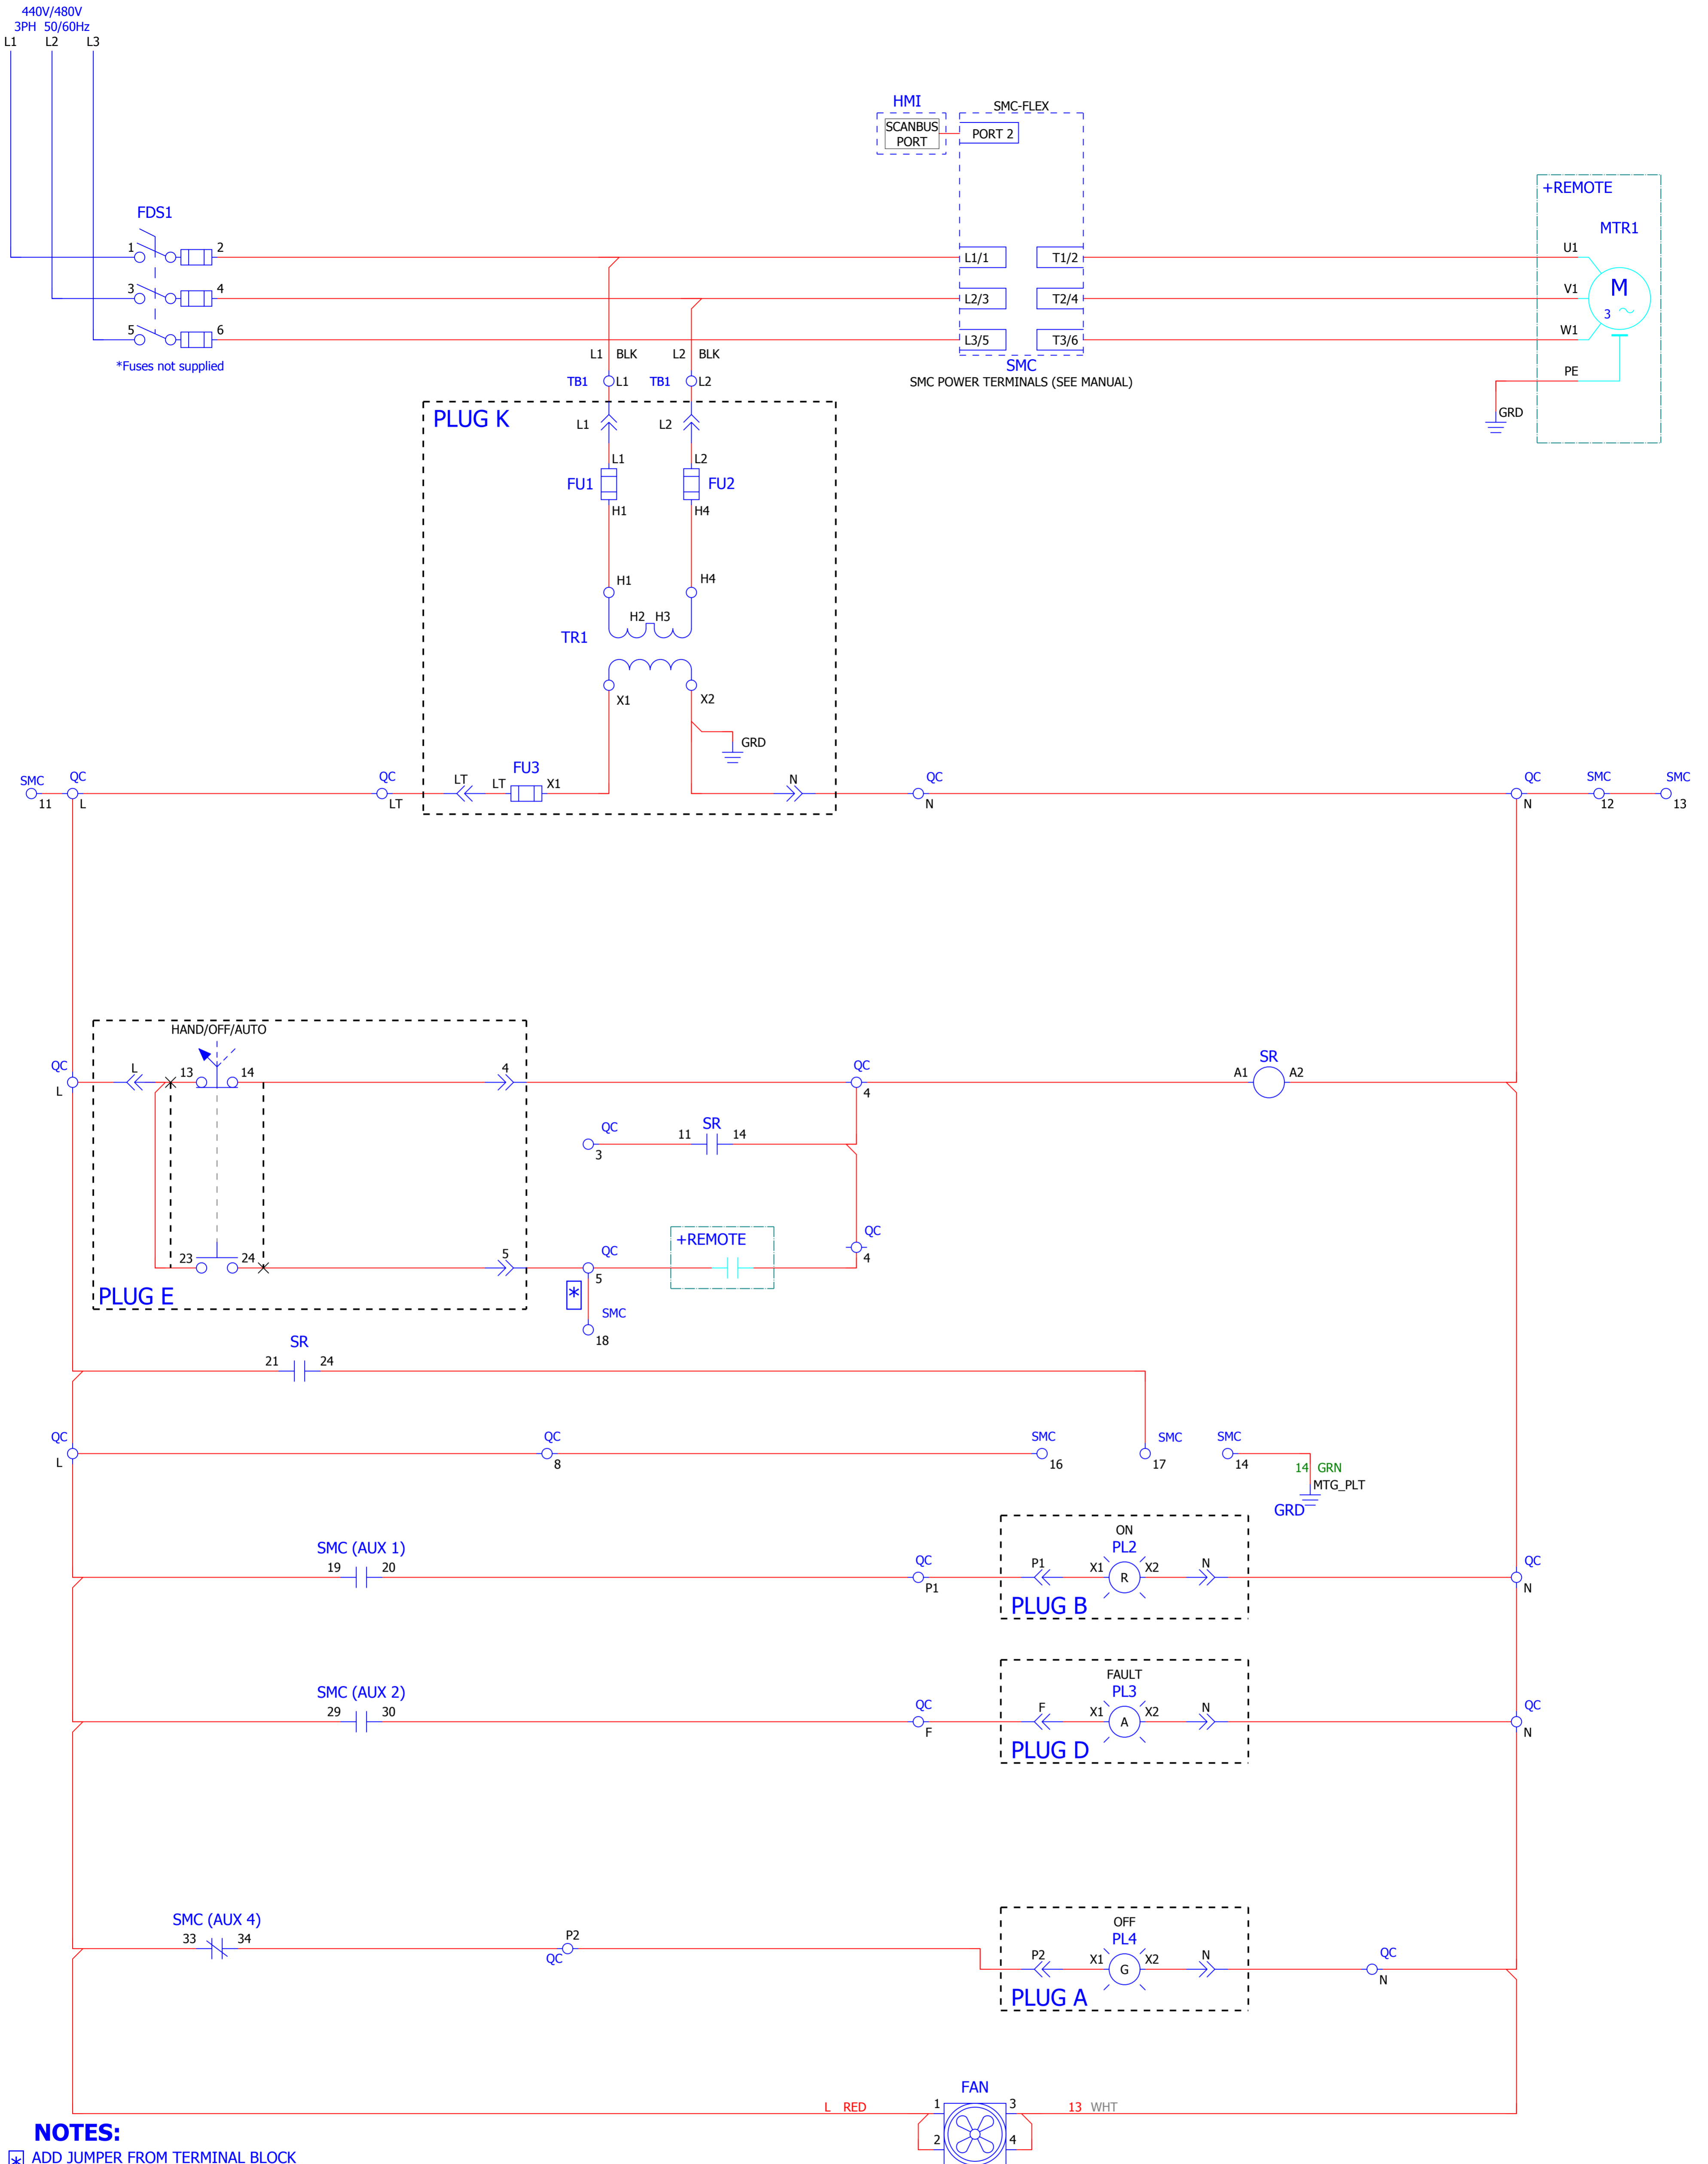 440V/480V
3PH 50/60Hz
L1 L2 L3
HMI
SMC-FLEX
SCANBUS
PORT
PORT 2
+REMOTE
MTR1
FDS1
1 2
L1/1 T1/2
U1
3 4
L2/3 T2/4
V1
M
3
5 6
L3/5 T3/6
W1
*Fuses not supplied
L1 BLK L2 BLK
SMC
SMC POWER TERMINALS (SEE MANUAL)
PE
GRD
TB1 L1 TB1 L2
PLUG K
L1 L2
L1 L2
FU1 FU2
H1 H4
H1 H4
H2 H3
TR1
X1 X2
GRD
SMC QC QC LT LT FU3 X1 N QC QC SMC SMC
11 L LT N N 12 13
HAND/OFF/AUTO
QC L 13 14 4 QC A1 SR A2
L 4
QC 11 SR 14
3
QC
4
+REMOTE
23 24 5 QC
5
PLUG E
*
SMC
18
SR
21 24
QC QC SMC SMC SMC
L 8 16 17 14
14 GRN
MTG_PLT
GRD
ON
SMC (AUX 1)
PL2
19 20 QC P1 X1 R X2 N QC
P1 N
PLUG B
FAULT
SMC (AUX 2)
PL3
29 30 QC F X1 A X2 N QC
F N
PLUG D
OFF
SMC (AUX 4)
PL4
33 34 P2
QC
P2 X1 G X2 N QC
N
PLUG A
FAN
L RED 1 3 13 WHT
2 4
NOTES:
* ADD JUMPER FROM TERMINAL BLOCK